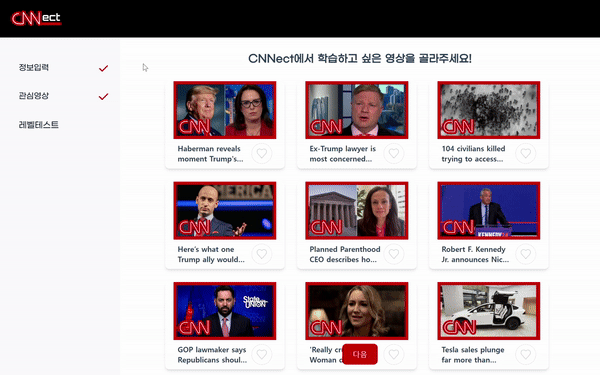 CNNect
정보입력
관심영상
레벨테스트
CNNect에서 학습하고 싶은 영상을 골라주세요!
CNN
Haberman reveals
moment Trump's...
CNN
Ex-Trump lawyer is
most concerned...
CNN
104 civilians killed
trying to access...
AMERICA
CNN
Here's what one
Trump ally would...
CNN
Planned Parenthood
CEO describes ho...
KENNEDY
CNN
Robert F. Kennedy
Jr. announces Nic...
State
UNION
CNN
GOP lawmaker says
Republicans shoul...
CNN
'Really cr
Woman
CNN
Tesla sales plunge
far more than...
다음